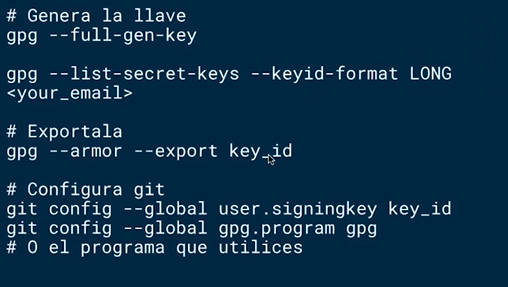 # Genera la llave
gpg --full-gen-key
gpg --list-secret-keys --keyid-format LONG
<your_email>
# Exportala
gpg --armor --export key_id
# Configura git
git config --global user.signingkey key_id
git config --global gpg.program gpg
# O el programa que utilices